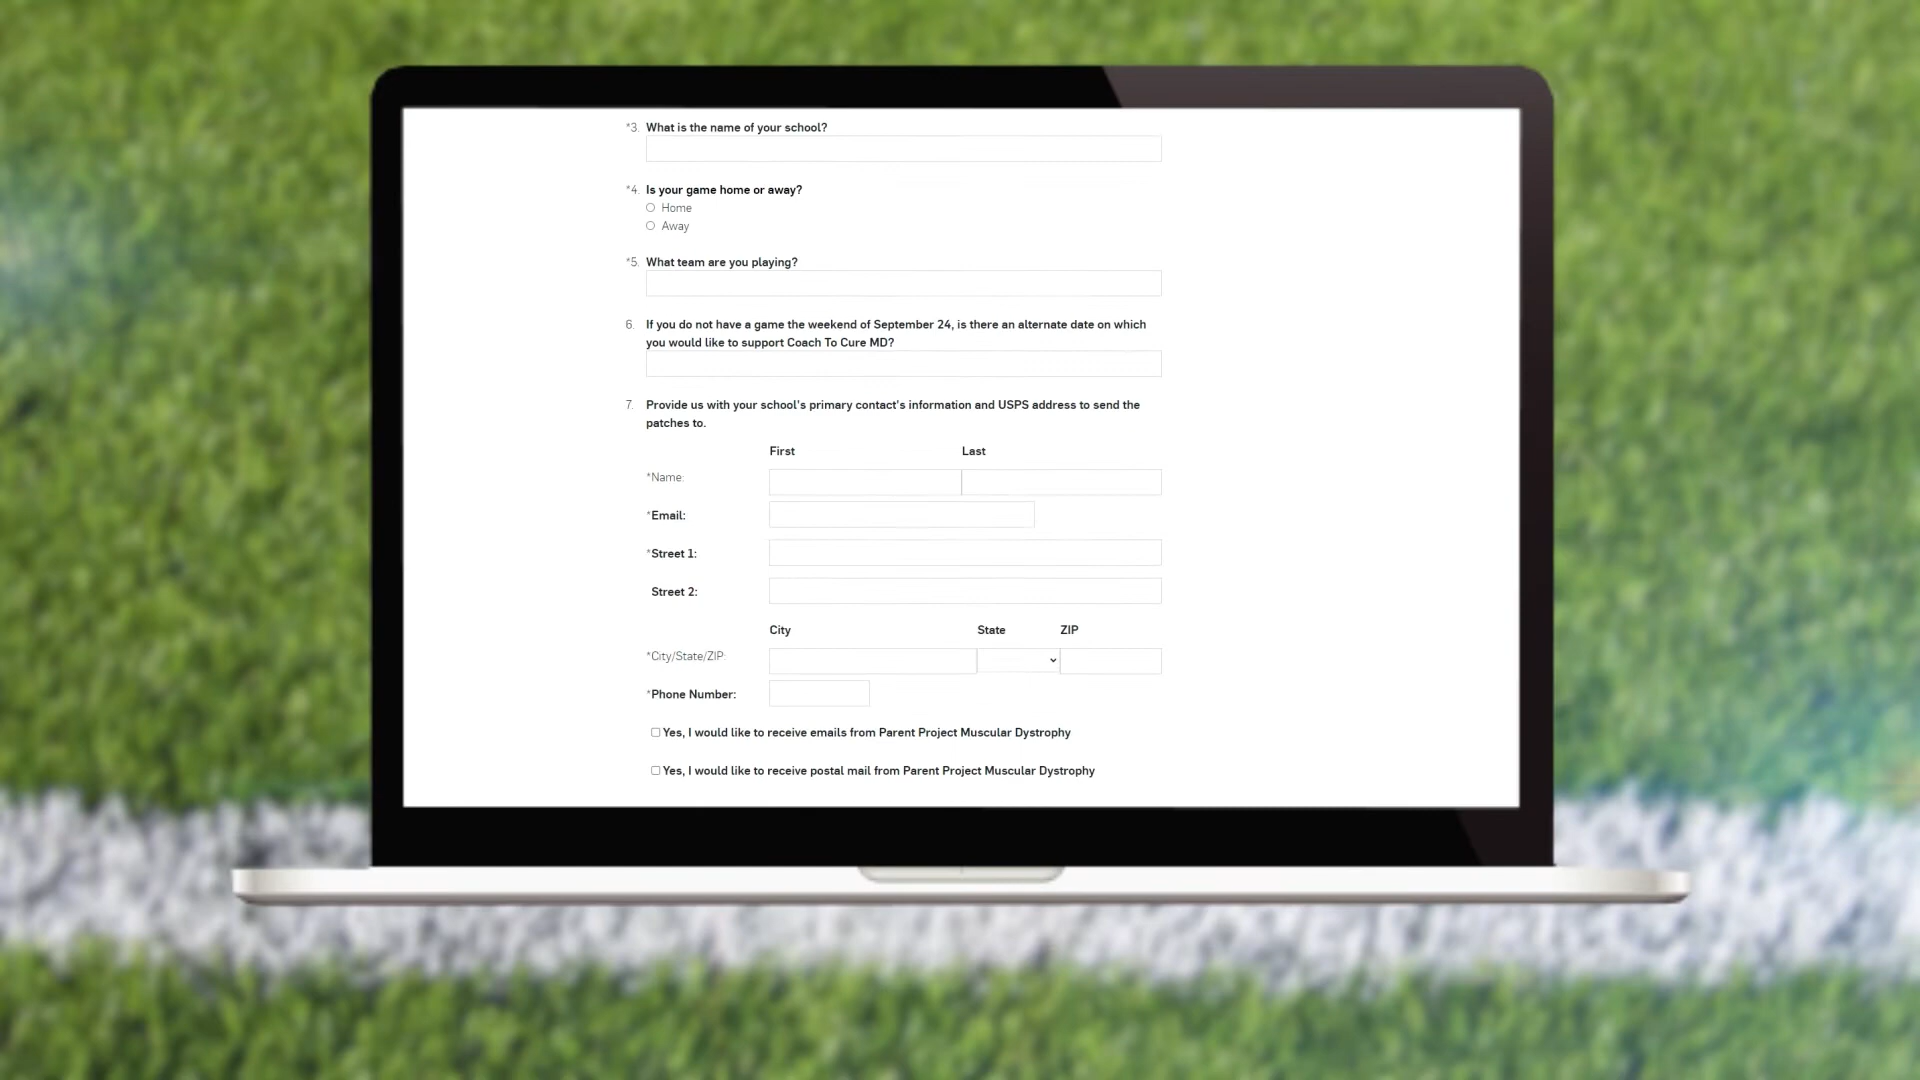 *3. What is the name of your school?
*4. Is your game home or away?
Home
Away
*5. What team are you playing?
6. If you do not have a game the weekend of September 24, is there an alternate date on which
you would like to support Coach To Cure MD?
7. Provide us with your school's primary contact's information and USPS address to send the
patches to.
First Last
*Name:
*Email:
*Street 1:
Street 2:
City State ZIP
*City/State/ZIP:
*Phone Number:
Yes, I would like to receive emails from Parent Project Muscular Dystrophy
Yes, I would like to receive postal mail from Parent Project Muscular Dystrophy